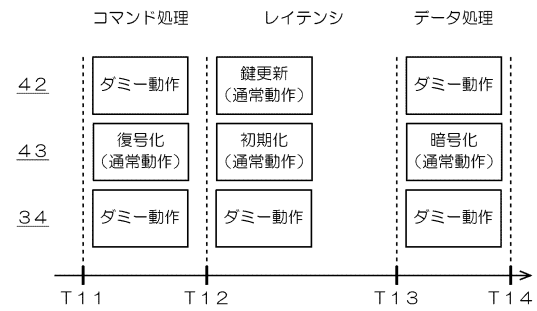 コマンド処理 レイテンシ データ処理
42 ダミー動作 鍵更新 ダミー動作
（通常動作）
43 復号化 初期化 暗号化
（通常動作） （通常動作） （通常動作）
34 ダミー動作 ダミー動作 ダミー動作
T11 T12 T13 T14